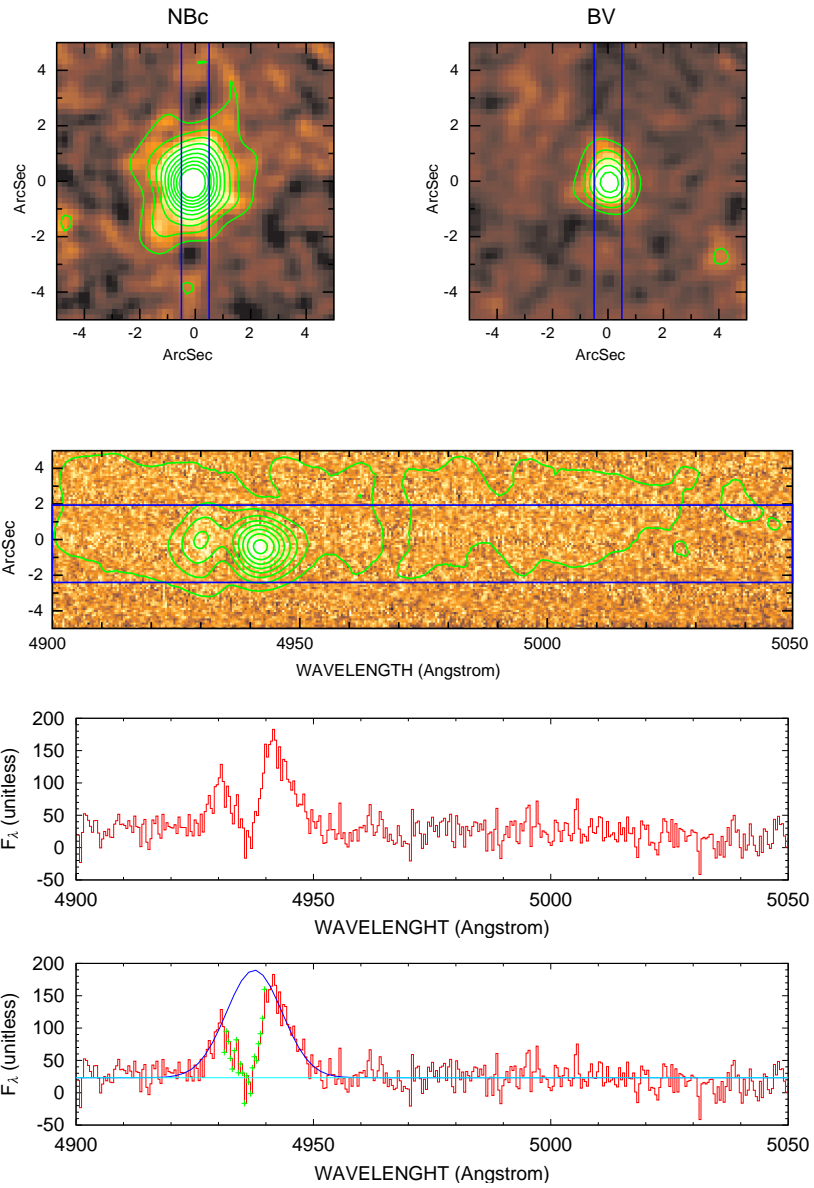 NBc BV
4 4
2 2
0 0
-2 -2
-4 -4
ArcSec ArcSec
-4 -2 0 2 4 -4 -2 0 2 4
ArcSec ArcSec
4
2
0
-2
-4
ArcSec
4900 4950 5000 5050
WAVELENGTH (Angstrom)
200
150
100
50
0
-50
Fλ (unitless)
4900 4950 5000 5050
WAVELENGHT (Angstrom)
200
150
100
50
0
-50
Fλ (unitless)
4900 4950 5000 5050
WAVELENGHT (Angstrom)